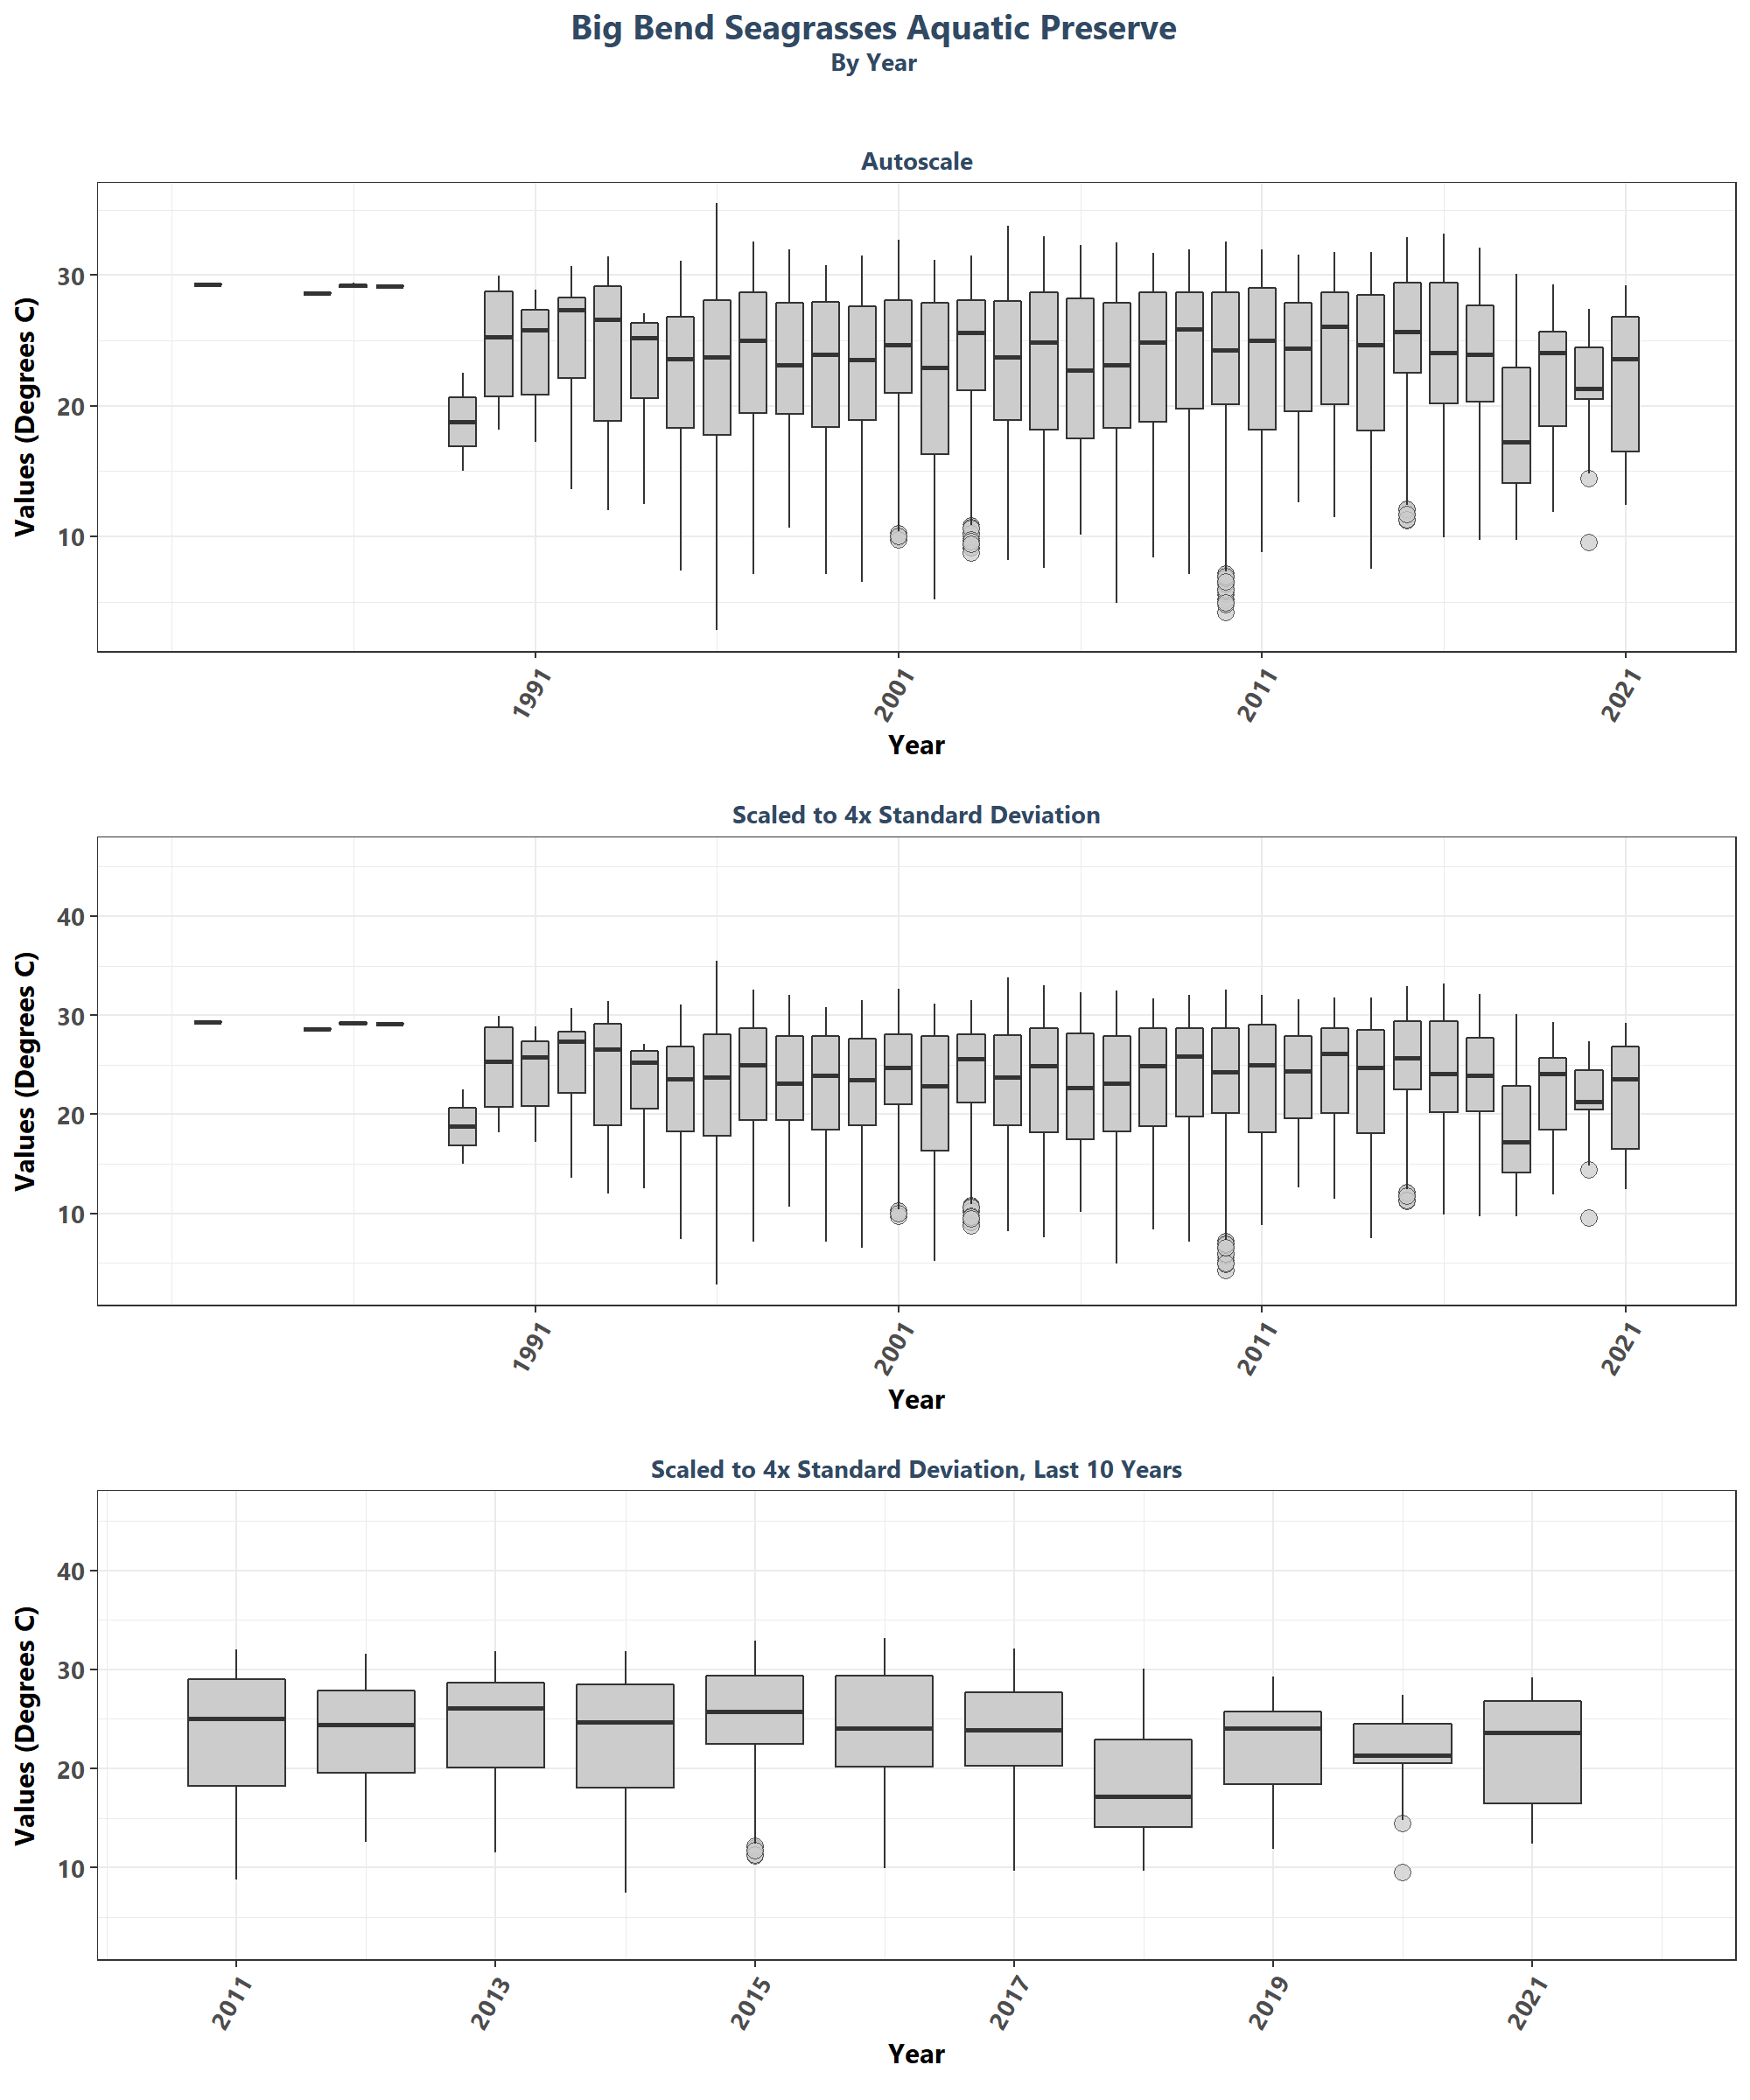 Big Bend Seagrasses Aquatic Preserve
By Year
Autoscale
Values (Degrees C)
30
20
10
1991
2001
2011
2021
Year
Scaled to 4x Standard Deviation
Values (Degrees C)
40
30
20
10
1991
2001
2011
2021
Year
Scaled to 4x Standard Deviation, Last 10 Years
Values (Degrees C)
40
30
20
10
2011
2013
2015
2017
2019
2021
Year